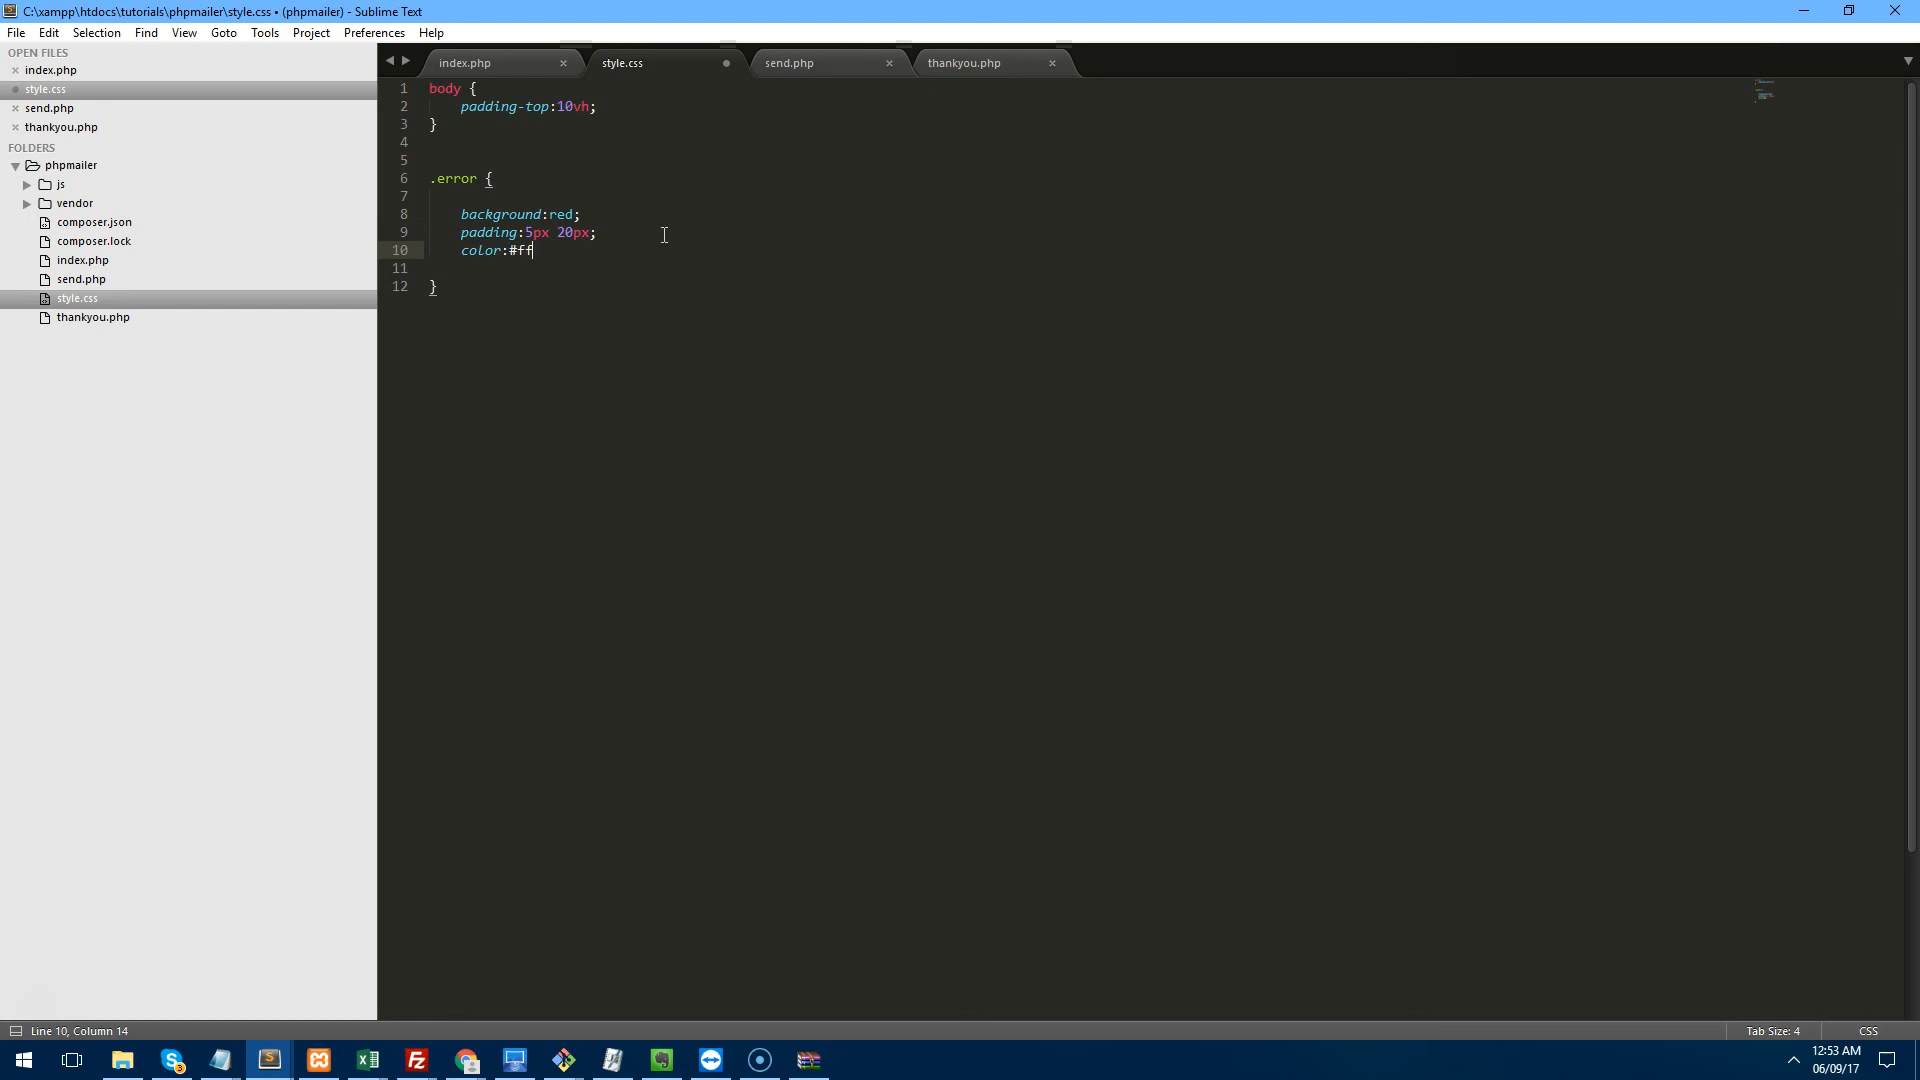 C:\xampp\htdocs\tutorials\phpmailer\style.css • (phpmailer) - Sublime Text
File Edit Selection Find View Goto Tools Project Preferences Help
OPEN FILES
index.php
style.css
send.php
thankyou.php
FOLDERS
phpmailer
js
vendor
composer.json
composer.lock
index.php
send.php
style.css
thankyou.php
index.php style.css send.php thankyou.php
1 body {
2 padding-top:10vh;
3 }
4
5
6 .error {
7
8 background:red;
9 padding:5px 20px;
10 color:#ff
11
12 }
Line 10, Column 14 Tab Size: 4 CSS
3
12:53 AM
06/09/17